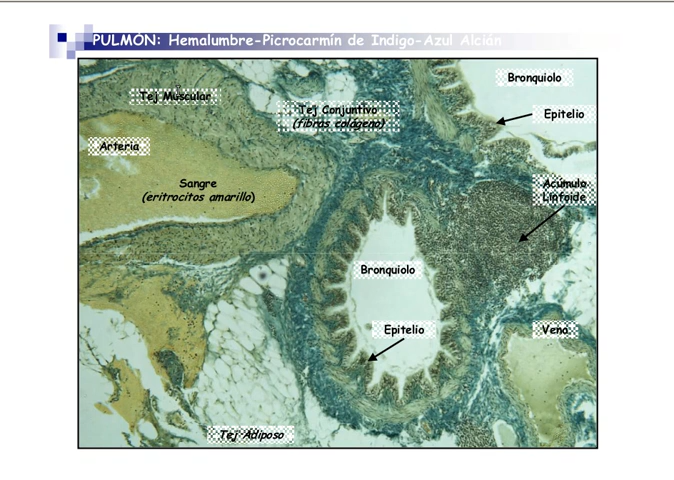 PULMÓN: Hemalumbre-Picrocarmín de Indigo-Azul Alcián
Bronquiolo
Tej Muscular
Tej Conjuntivo
(fibras colágeno)
Epitelio
Arteria
Sangre
(eritrocitos amarillo)
Acúmulo
Linfoide
Bronquiolo
Epitelio
Vena
Tej Adiposo